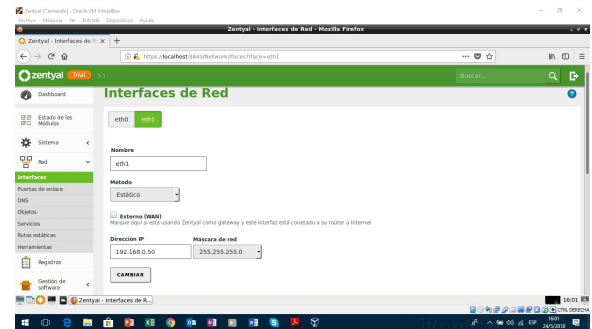 Zentyal [Corriendo] - Oracle VM VirtualBox
Archivo Máquina Ver Entrada Dispositivos Ayuda
Zentyal - Interfaces de Red - Mozilla Firefox
Zentyal - Interfaces de R
https://localhost:8443/Network/Ifaces?iface=eth1
zentyal Trial 5.1
Buscar...
Dashboard
Estado de los
Módulos
Sistema
Red
Interfaces
Puertas de enlace
DNS
Objetos
Servicios
Rutas estáticas
Herramientas
Registros
Gestión de
software
Interfaces de Red
eth0 eth1
Nombre
eth1
Método
Estático
Externo (WAN)
Marque aquí si está usando Zentyal como gateway y este interfaz está conetado a su router a Internet
Dirección IP Máscara de red
192.168.0.50 255.255.255.0
CAMBIAR
Zentyal - Interfaces de R...
16:01
CTRL DERECHA
ESP
16:01
24/5/2018